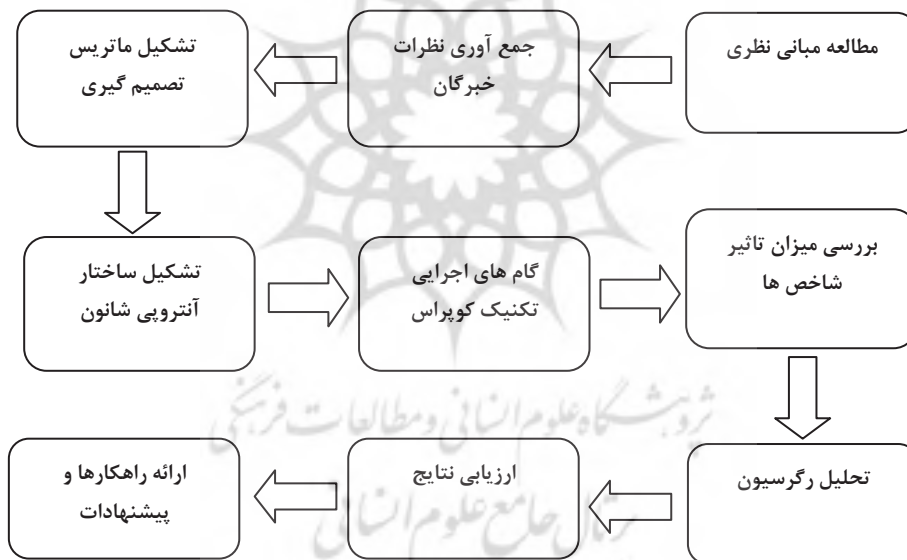 مطالعه مبانی نظری
جمع آوری نظرات
خبرگان
تشکیل ماتریس
تصمیم گیری
تشکیل ساختار
آنتروپی شانون
گام های اجرایی
تکنیک کوپراس
بررسی میزان تاثیر
شاخص ها
تحلیل رگرسیون
ارزیابی نتایج
ارائه راهکارها و
پیشنهادات
پژوهشگاه علوم انسانی و مطالعات فرهنگی
پرتال جامع علوم انسانی